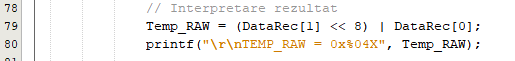 78 // Interpretare rezultat
79 Temp_RAW = (DataRec[1] << 8) | DataRec[0];
80 printf("\r\nTEMP_RAW = 0x%04X", Temp_RAW);